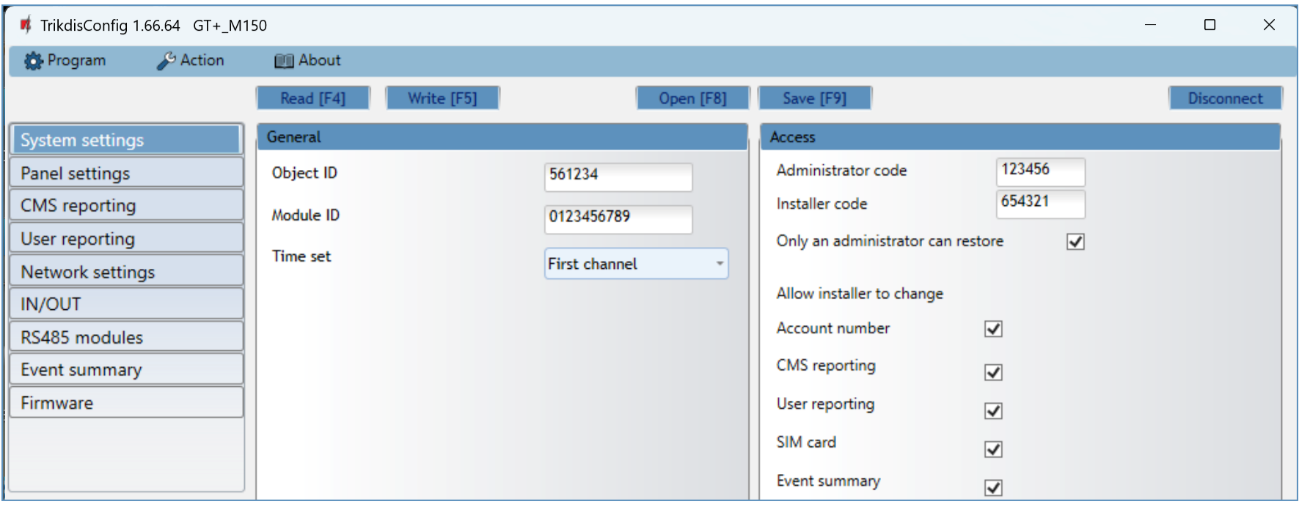 TrikdisConfig 1.66.64 GT+_M150
Program Action About
Read [F4] Write [F5] Open [F8] Save [F9] Disconnect
System settings
Panel settings
CMS reporting
User reporting
Network settings
IN/OUT
RS485 modules
Event summary
Firmware
General
Object ID 561234
Module ID 0123456789
Time set First channel
Access
Administrator code 123456
Installer code 654321
Only an administrator can restore
Allow installer to change
Account number
CMS reporting
User reporting
SIM card
Event summary